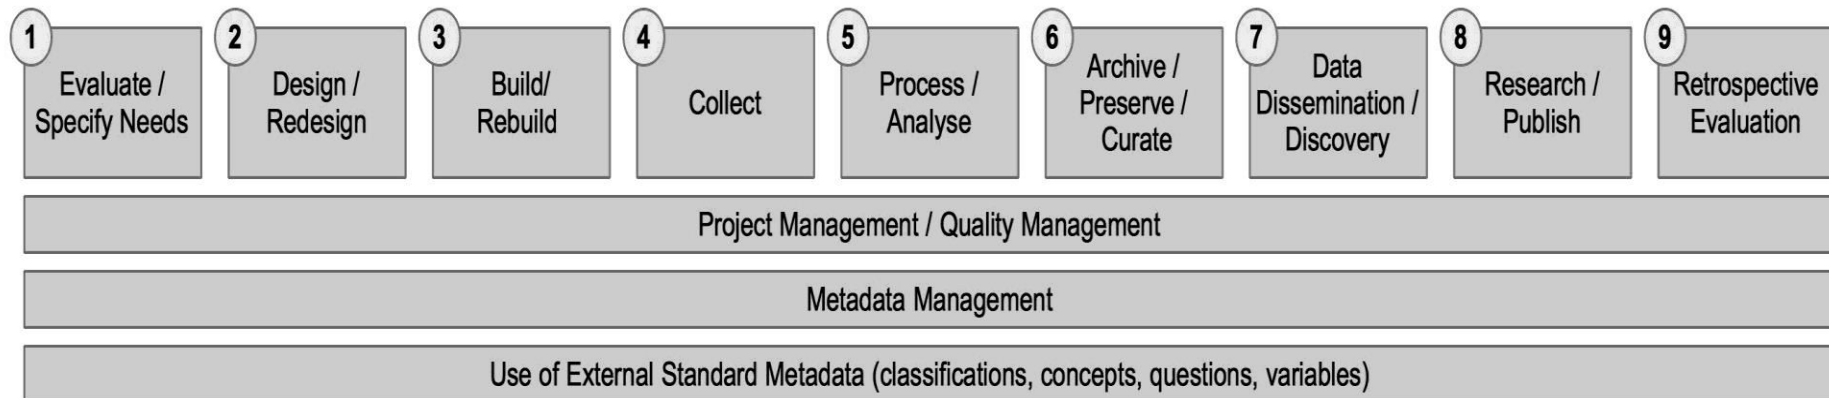 1
Evaluate /
Specify Needs
2
Design /
Redesign
3
Build/
Rebuild
4
Collect
5
Process /
Analyse
6
Archive /
Preserve /
Curate
7
Data
Dissemination /
Discovery
8
Research /
Publish
9
Retrospective
Evaluation
Project Management / Quality Management
Metadata Management
Use of External Standard Metadata (classifications, concepts, questions, variables)